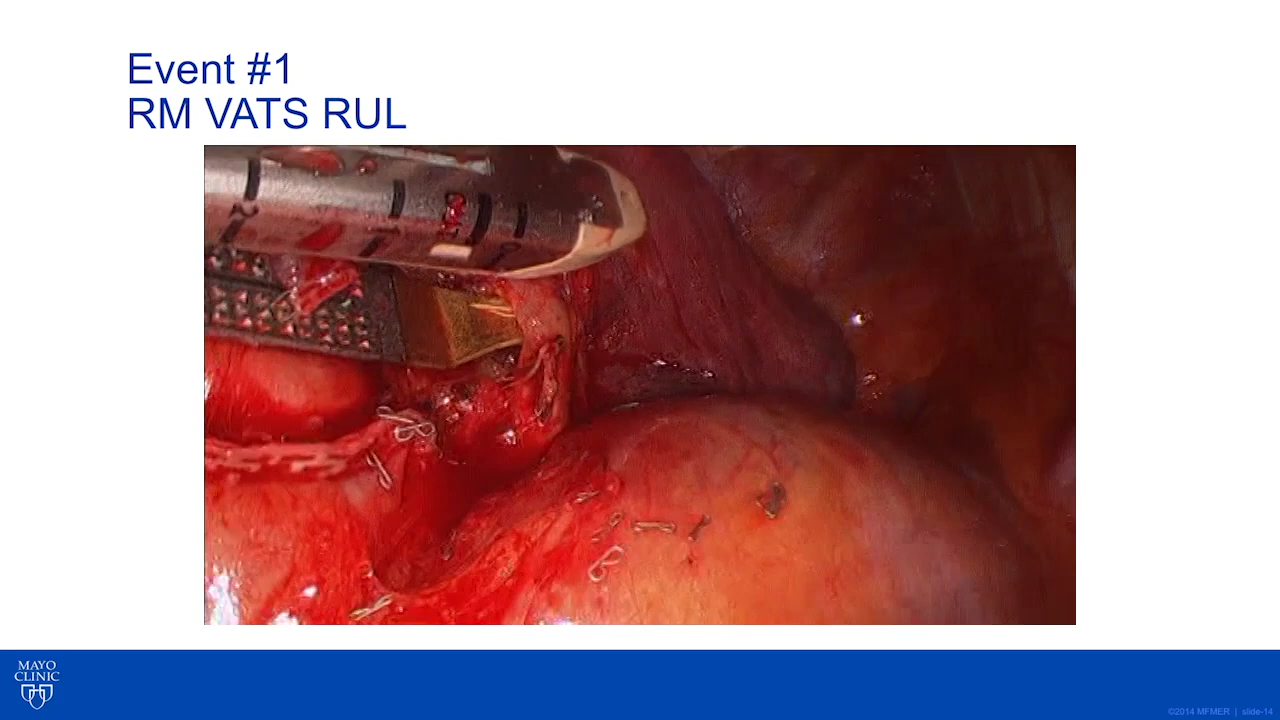 Event #1
RM VATS RUL
MAYO
CLINIC
©2014 MFMER | slide-14